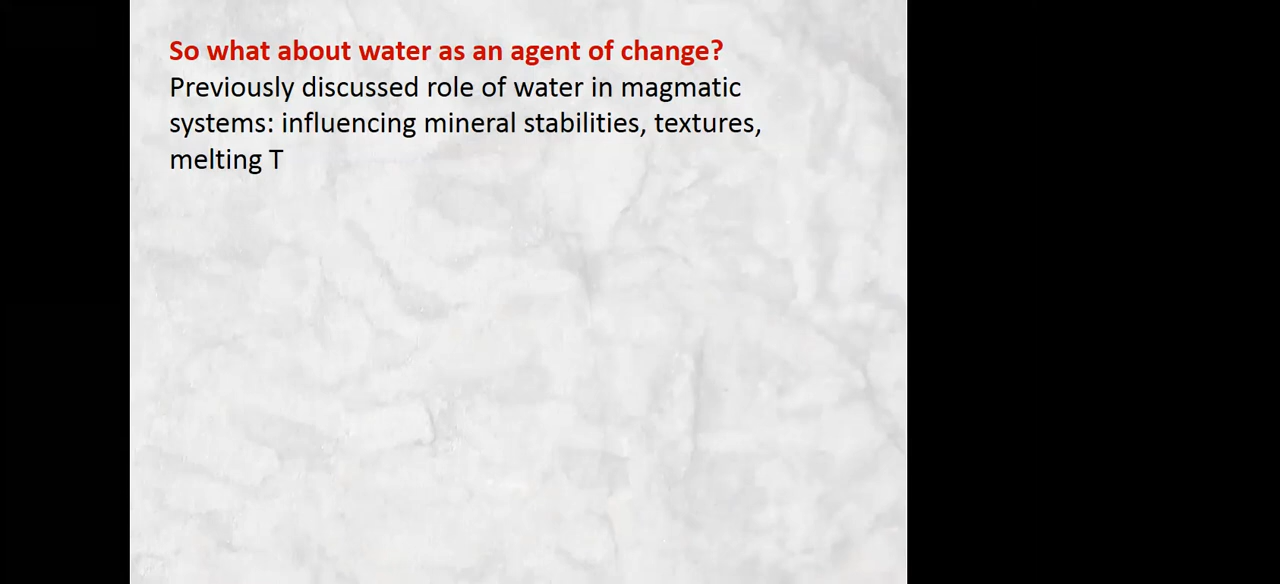 So what about water as an agent of change?
Previously discussed role of water in magmatic
systems: influencing mineral stabilities, textures,
melting T